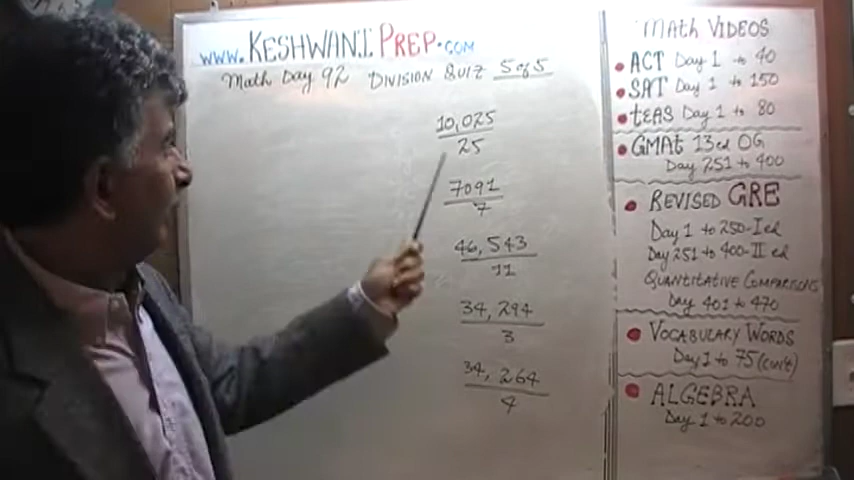 www.KESHWANI PREP.COM
Math Day 92 DIVISION QUIZ 5 of 5
10,025
25
7091
7
46,543
11
34,294
3
34,264
4
Math VIDEOS
ACT Day 1 to 40
SAT Day 1 to 150
tEAS Day 1 to 80
GMAt 13ed OG
Day 251 to 400
REVISED GRE
Day 1 to 250-I ed
Day 251 to 400-II ed
QUANTITATIVE COMPARISONS
Day 401 to 470
VOCABULARY WORDS
Day 1 to 75 (cun't)
ALGEBRA
Day 1 to 200